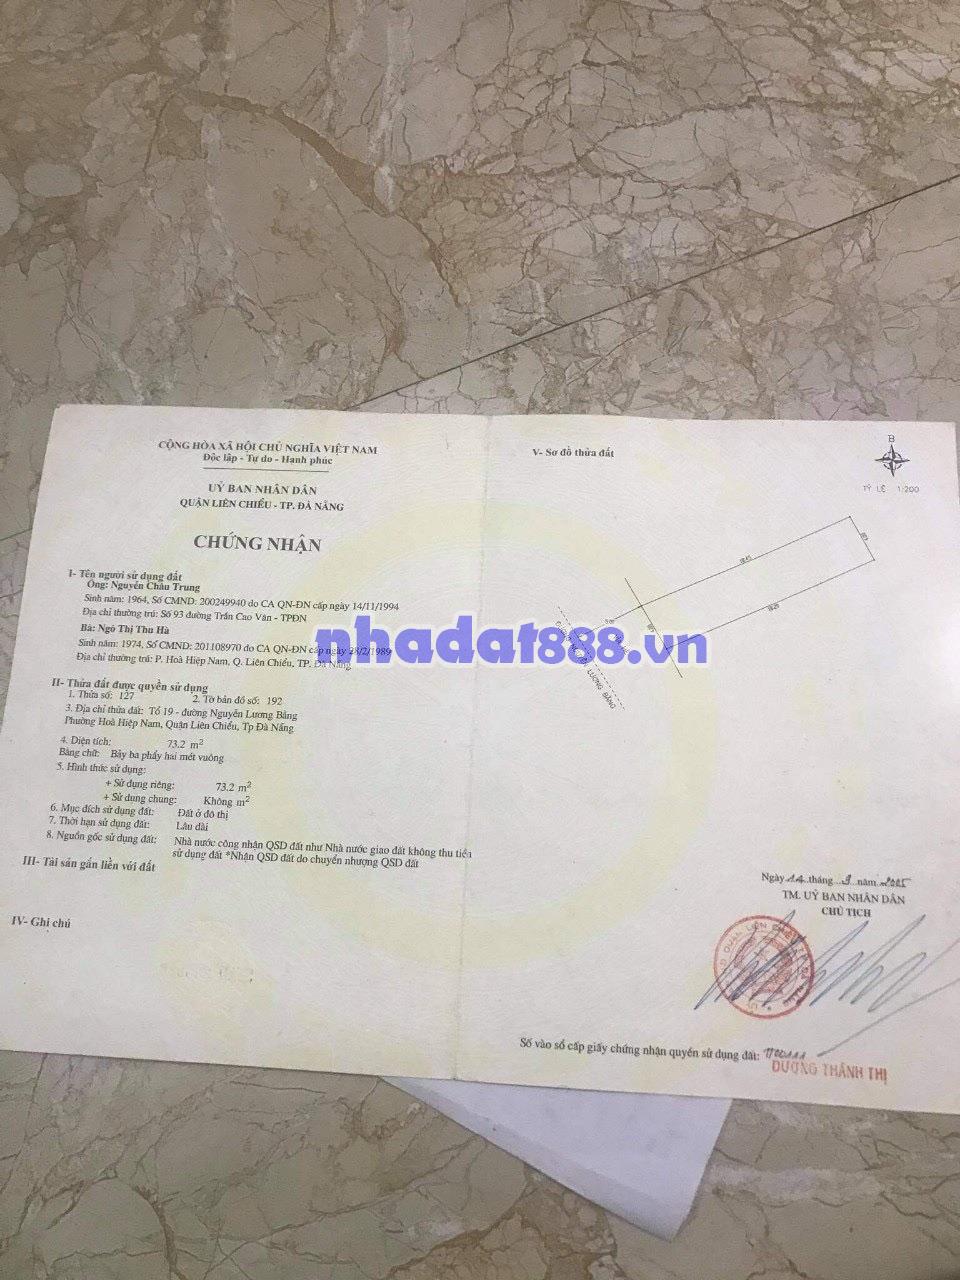 CỘNG HÒA XÃ HỘI CHỦ NGHĨA VIỆT NAM
Độc lập - Tự do - Hạnh phúc
UỶ BAN NHÂN DÂN
QUẬN LIÊN CHIỂU - TP. ĐÀ NẴNG
CHỨNG NHẬN
I- Tên người sử dụng đất
Ông: Nguyễn Châu Trung
Sinh năm: 1964, Số CMND: 200249940 do CA QN-ĐN cấp ngày 14/11/1994
Địa chỉ thường trú: Số 93 đường Trần Cao Vân - TPĐN
Bà: Ngô Thị Thu Hà
Sinh năm: 1974, Số CMND: 201108970 do CA QN-ĐN cấp ngày 28/2/1989
Địa chỉ thường trú: P. Hoà Hiệp Nam, Q. Liên Chiểu, TP. Đà Nẵng
II- Thửa đất được quyền sử dụng
1. Thửa số: 127 2. Tờ bản đồ số: 192
3. Địa chỉ thửa đất: Tổ 19 - đường Nguyễn Lương Bằng
Phường Hoà Hiệp Nam, Quận Liên Chiểu, Tp Đà Nẵng
4. Diện tích: 73.2 m²
Bằng chữ: Bảy ba phẩy hai mét vuông
5. Hình thức sử dụng:
+ Sử dụng riêng: 73.2 m²
+ Sử dụng chung: Không m²
6. Mục đích sử dụng đất: Đất ở đô thị
7. Thời hạn sử dụng đất: Lâu dài
8. Nguồn gốc sử dụng đất: Nhà nước công nhận QSD đất như Nhà nước giao đất không thu tiền
sử dụng đất *Nhận QSD đất do chuyển nhượng QSD đất
III- Tài sản gắn liền với đất
IV- Ghi chú
V- Sơ đồ thửa đất
B
TỶ LỆ 1:200
LƯƠNG BẰNG
nhadat888.vn
Ngày 14 tháng 9 năm 2005
TM. UỶ BAN NHÂN DÂN
CHỦ TỊCH
QUẬN LIÊN CHIỂU
Số vào sổ cấp giấy chứng nhận quyền sử dụng đất:
DƯƠNG THÀNH THỊ